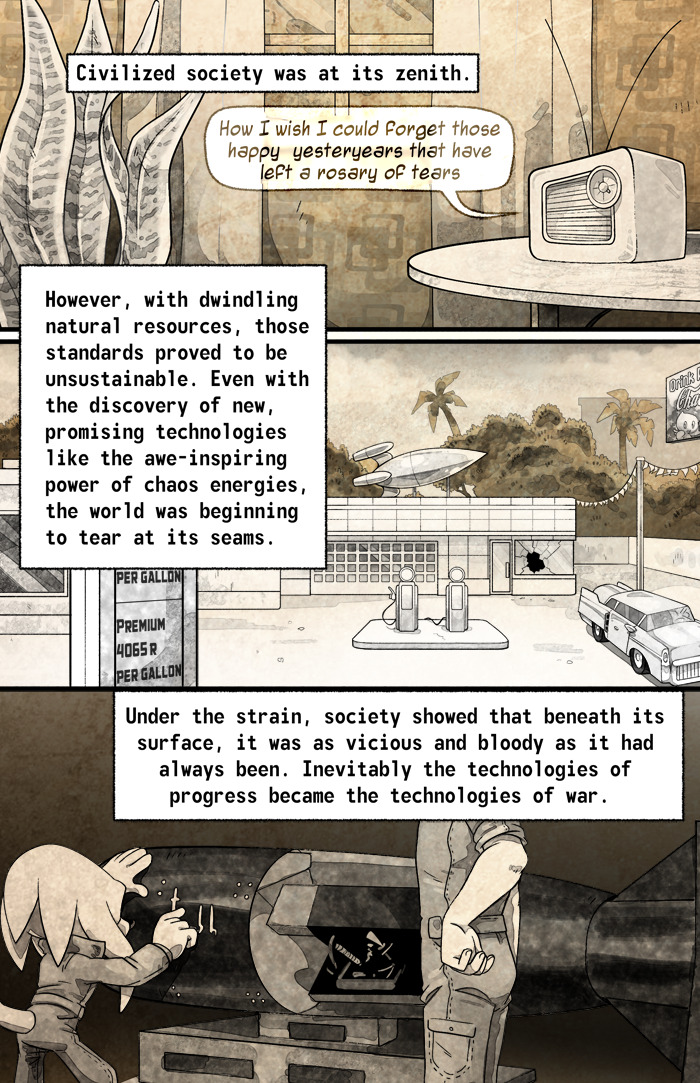 Civilized society was at its zenith.
How I wish I could forget those
happy yesteryears that have
left a rosary of tears
However, with dwindling
natural resources, those
standards proved to be
unsustainable. Even with
the discovery of new,
promising technologies
like the awe-inspiring
power of chaos energies,
the world was beginning
to tear at its seams.
Drink
Cha
PER GALLON
PREMIUM
4065 R
PER GALLON
Under the strain, society showed that beneath its
surface, it was as vicious and bloody as it had
always been. Inevitably the technologies of
progress became the technologies of war.